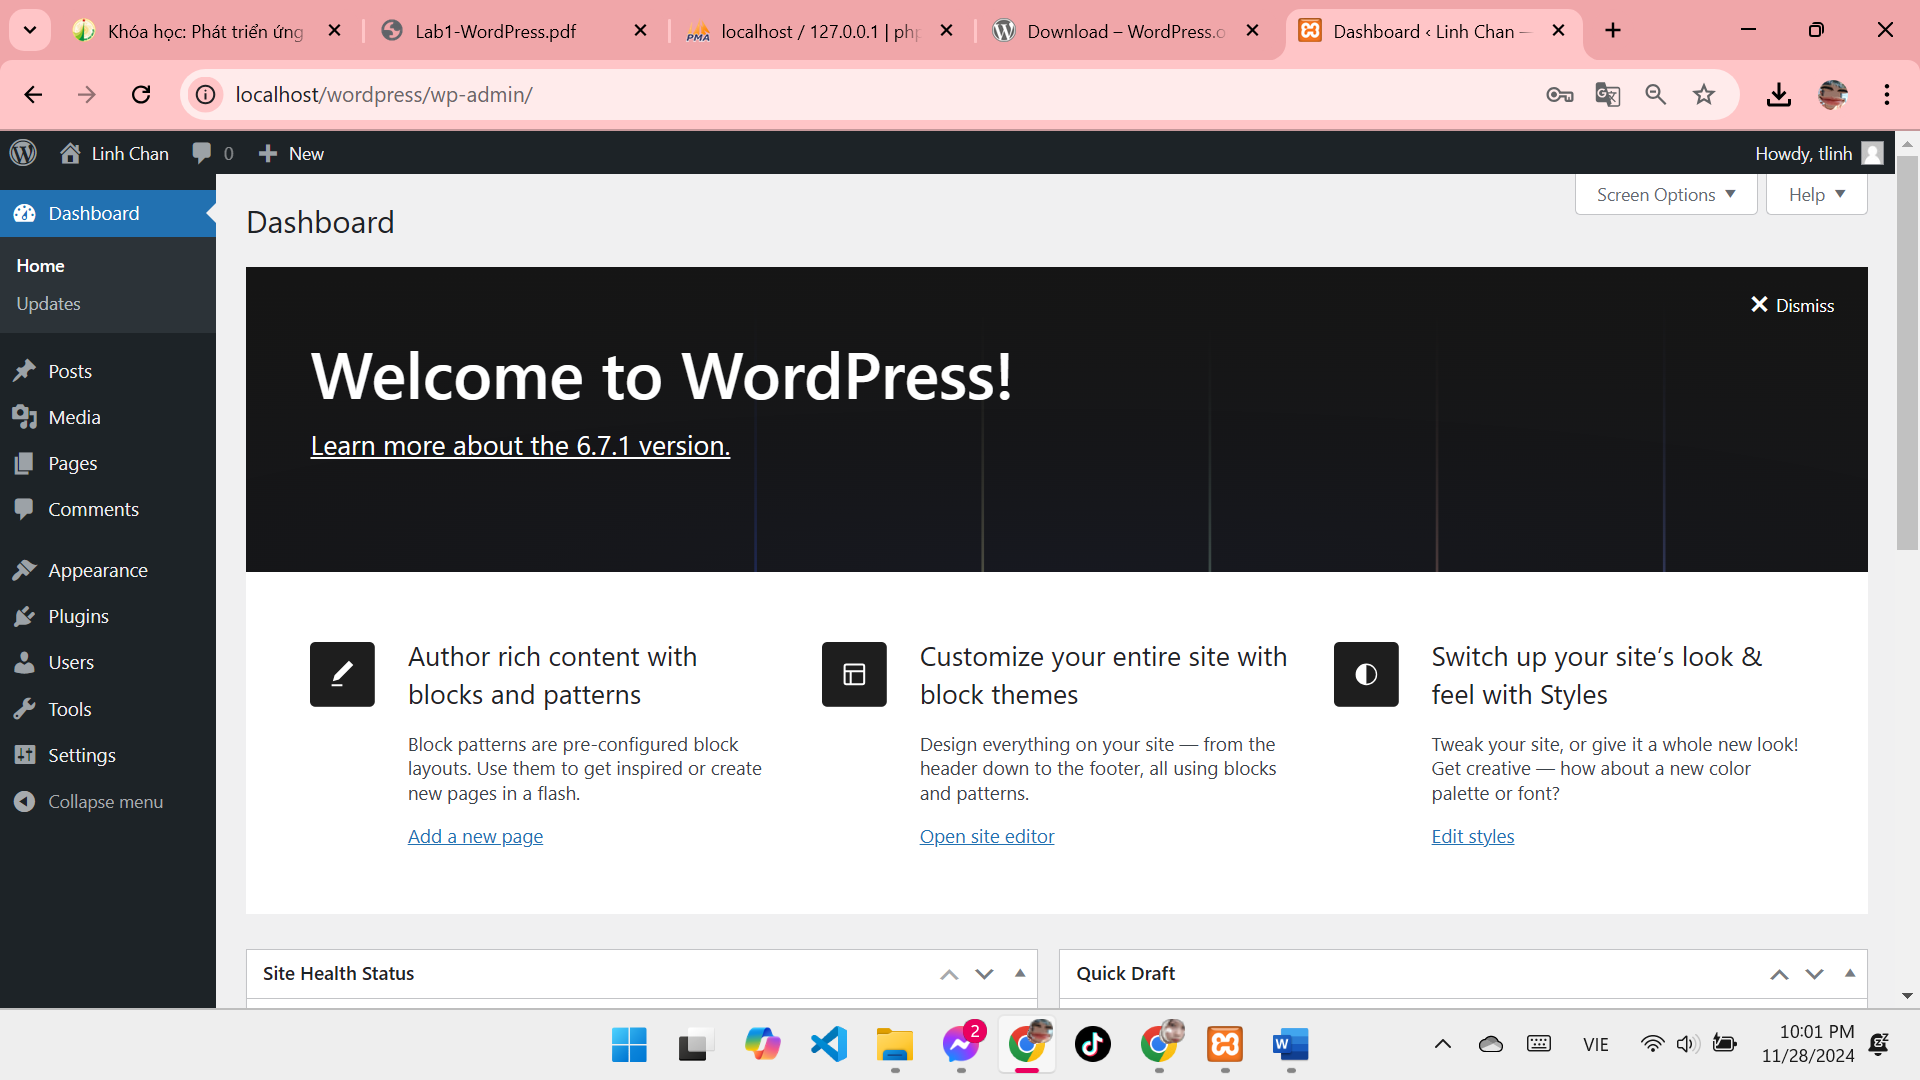 Khóa học: Phát triển ứng
Lab1-WordPress.pdf
localhost / 127.0.0.1 | php
Download – WordPress.o
Dashboard ‹ Linh Chan —
localhost/wordpress/wp-admin/
Linh Chan
0
New
Howdy, tlinh
Screen Options
Help
Dashboard
Home
Updates
Posts
Media
Pages
Comments
Appearance
Plugins
Users
Tools
Settings
Collapse menu
Dashboard
Dismiss
Welcome to WordPress!
Learn more about the 6.7.1 version.
Author rich content with
blocks and patterns
Block patterns are pre-configured block
layouts. Use them to get inspired or create
new pages in a flash.
Add a new page
Customize your entire site with
block themes
Design everything on your site — from the
header down to the footer, all using blocks
and patterns.
Open site editor
Switch up your site’s look &
feel with Styles
Tweak your site, or give it a whole new look!
Get creative — how about a new color
palette or font?
Edit styles
Site Health Status
Quick Draft
2
VIE
10:01 PM
11/28/2024